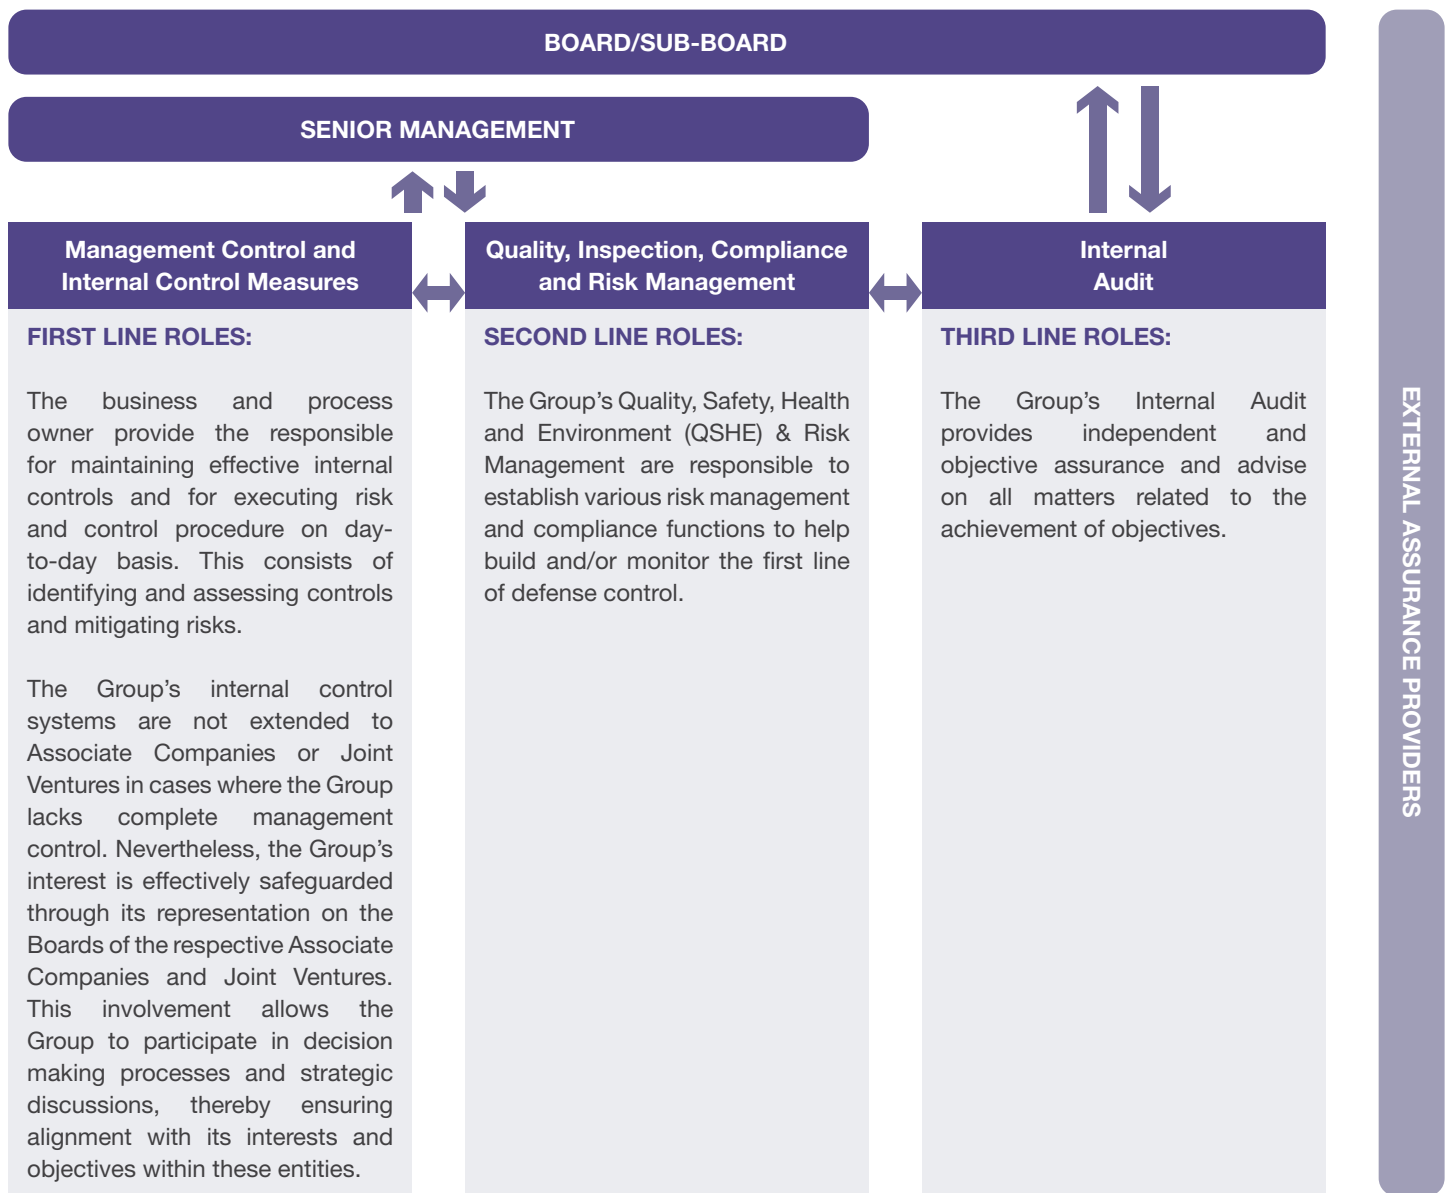 BOARD/SUB-BOARD
SENIOR MANAGEMENT
Management Control and
Internal Control Measures
FIRST LINE ROLES:
The business and process
owner provide the responsible
for maintaining effective internal
controls and for executing risk
and control procedure on day-
to-day basis. This consists of
identifying and assessing controls
and mitigating risks.
The Group’s internal control
systems are not extended to
Associate Companies or Joint
Ventures in cases where the Group
lacks complete management
control. Nevertheless, the Group’s
interest is effectively safeguarded
through its representation on the
Boards of the respective Associate
Companies and Joint Ventures.
This involvement allows the
Group to participate in decision
making processes and strategic
discussions, thereby ensuring
alignment with its interests and
objectives within these entities.
Quality, Inspection, Compliance
and Risk Management
SECOND LINE ROLES:
The Group’s Quality, Safety, Health
and Environment (QSHE) & Risk
Management are responsible to
establish various risk management
and compliance functions to help
build and/or monitor the first line
of defense control.
Internal
Audit
THIRD LINE ROLES:
The Group’s Internal Audit
provides independent and
objective assurance and advise
on all matters related to the
achievement of objectives.
EXTERNAL ASSURANCE PROVIDERS